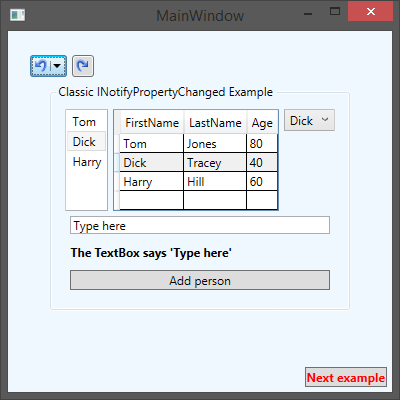 MainWindow
Classic INotifyPropertyChanged Example
Tom
Dick
Harry
FirstName LastName Age
Tom Jones 80
Dick Tracey 40
Harry Hill 60
Dick
Type here
The TextBox says 'Type here'
Add person
Next example